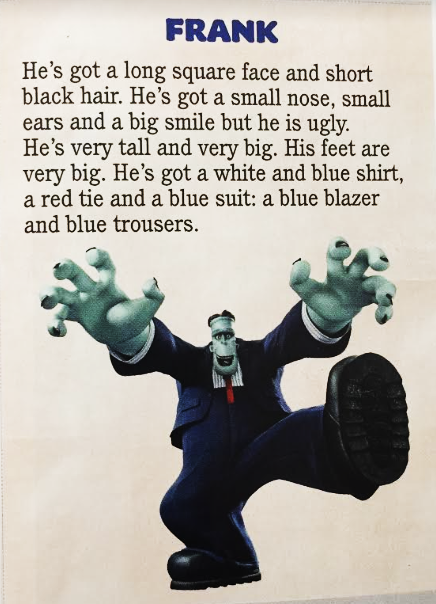 FRANK
He's got a long square face and short
black hair. He's got a small nose, small
ears and a big smile but he is ugly.
He's very tall and very big. His feet are
very big. He's got a white and blue shirt,
a red tie and a blue suit: a blue blazer
and blue trousers.